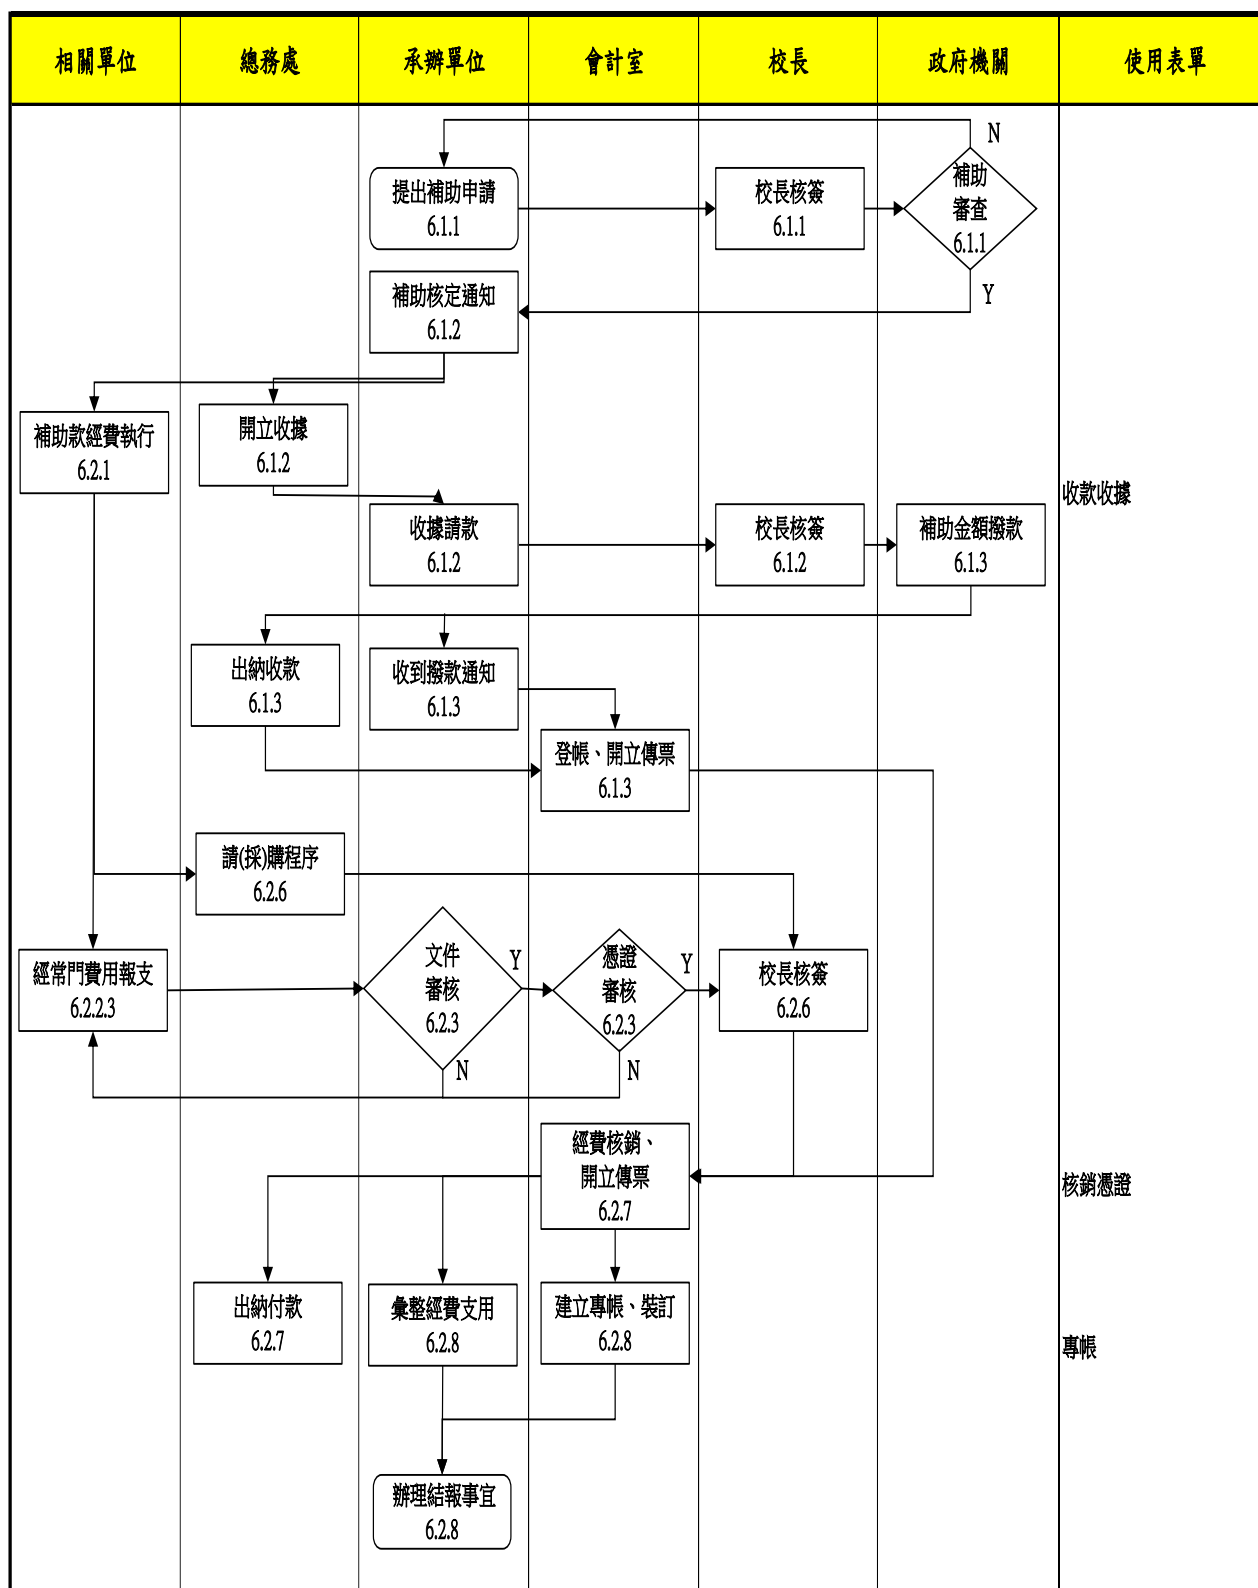 相關單位
總務處
承辦單位
會計室
校長
政府機關
使用表單
N
提出補助申請
6.1.1
校長核簽
6.1.1
補助
審查
6.1.1
Y
補助核定通知
6.1.2
補助款經費執行
6.2.1
開立收據
6.1.2
收款收據
收據請款
6.1.2
校長核簽
6.1.2
補助金額撥款
6.1.3
出納收款
6.1.3
收到撥款通知
6.1.3
登帳、開立傳票
6.1.3
請(採)購程序
6.2.6
經常門費用報支
6.2.2.3
文件
審核
6.2.3
Y
N
憑證
審核
6.2.3
Y
N
校長核簽
6.2.6
經費核銷、
開立傳票
6.2.7
核銷憑證
出納付款
6.2.7
彙整經費支用
6.2.8
建立專帳、裝訂
6.2.8
專帳
辦理結報事宜
6.2.8